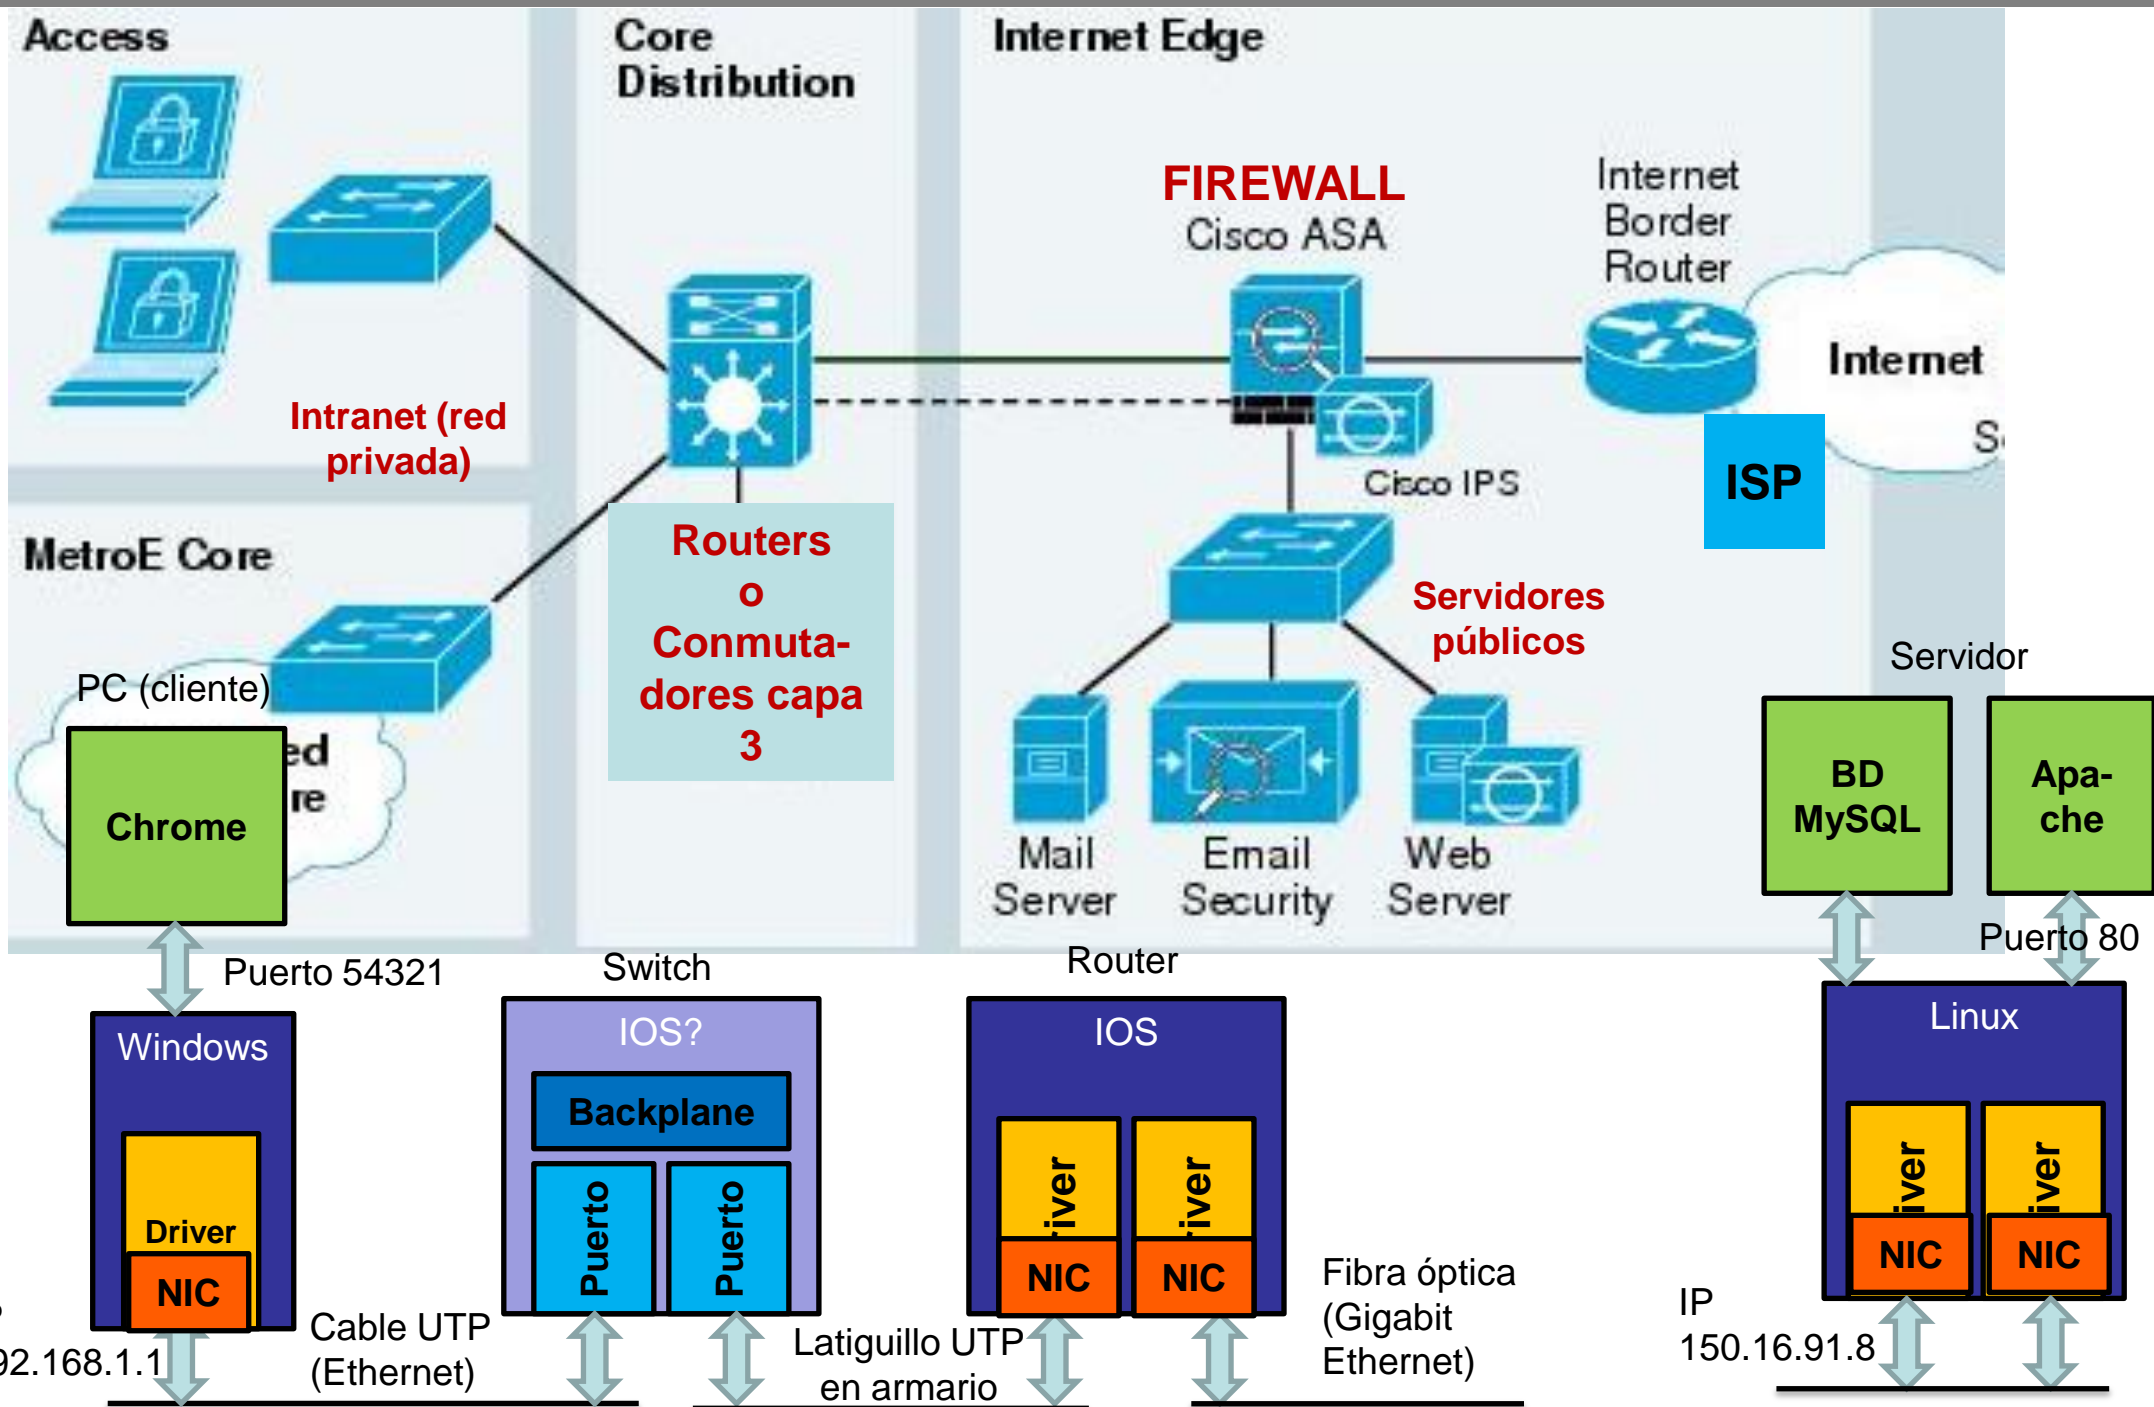 Access
Core
Distribution
Internet Edge
FIREWALL
Cisco ASA
Internet
Border
Router
Internet
Intranet (red
privada)
Cisco IPS
ISP
MetroE Core
Routers
o
Conmuta-
dores capa
3
Servidores
públicos
Servidor
PC (cliente)
Chrome
BD
MySQL
Apa-
che
Mail
Server
Email
Security
Web
Server
Puerto 54321
Switch
Router
Puerto 80
Windows
IOS?
IOS
Linux
Backplane
Driver
NIC
Puerto
Puerto
NIC
NIC
NIC
NIC
Cable UTP
(Ethernet)
Latiguillo UTP
en armario
Fibra óptica
(Gigabit
Ethernet)
IP
150.16.91.8
92.168.1.1